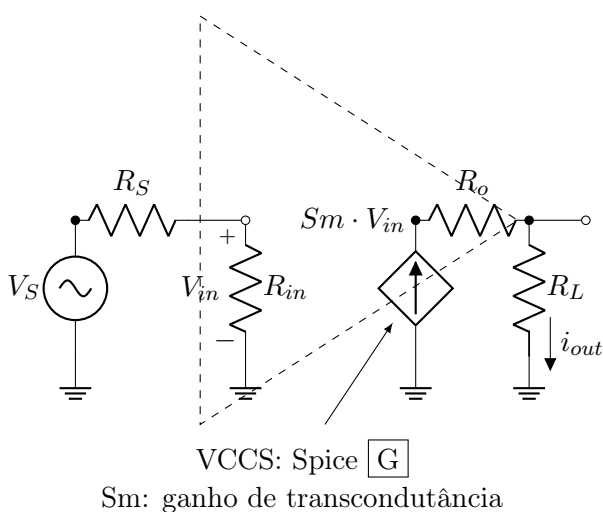 R_S
R_o
Sm · V_in
+
V_S
V_in
R_in
R_L
−
i_out
VCCS: Spice G
Sm: ganho de transcondutância